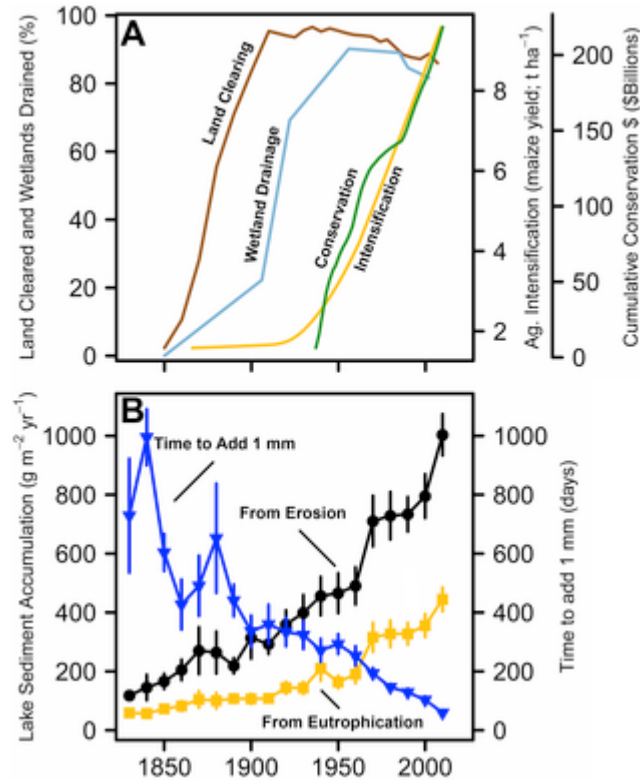 A
Land Cleared and Wetlands Drained (%)
100
80
60
40
20
0
Land Clearing
Wetland Drainage
Conservation
Intensification
8
6
4
2
Ag. Intensification (maize yield; t ha⁻¹)
200
150
100
50
0
Cumulative Conservation $ ($Billions)
B
Lake Sediment Accumulation (g m⁻² yr⁻¹)
1000
800
600
400
200
0
Time to Add 1 mm
From Erosion
From Eutrophication
1000
800
600
400
200
0
Time to add 1 mm (days)
1850
1900
1950
2000